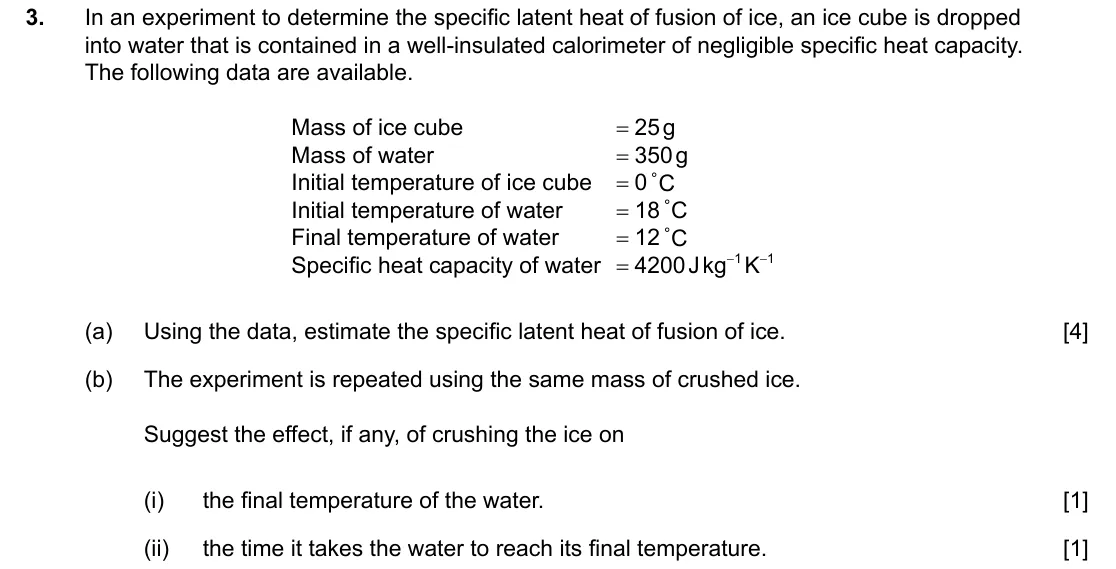 3. In an experiment to determine the specific latent heat of fusion of ice, an ice cube is dropped
into water that is contained in a well-insulated calorimeter of negligible specific heat capacity.
The following data are available.
Mass of ice cube = 25 g
Mass of water = 350 g
Initial temperature of ice cube = 0 °C
Initial temperature of water = 18 °C
Final temperature of water = 12 °C
Specific heat capacity of water = 4200 J kg⁻¹ K⁻¹
(a) Using the data, estimate the specific latent heat of fusion of ice. [4]
(b) The experiment is repeated using the same mass of crushed ice.
Suggest the effect, if any, of crushing the ice on
(i) the final temperature of the water. [1]
(ii) the time it takes the water to reach its final temperature. [1]